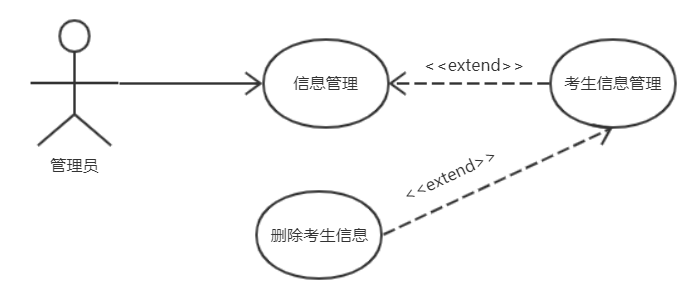 <<extend>>
信息管理
考生信息管理
管理员
<<extend>>
删除考生信息